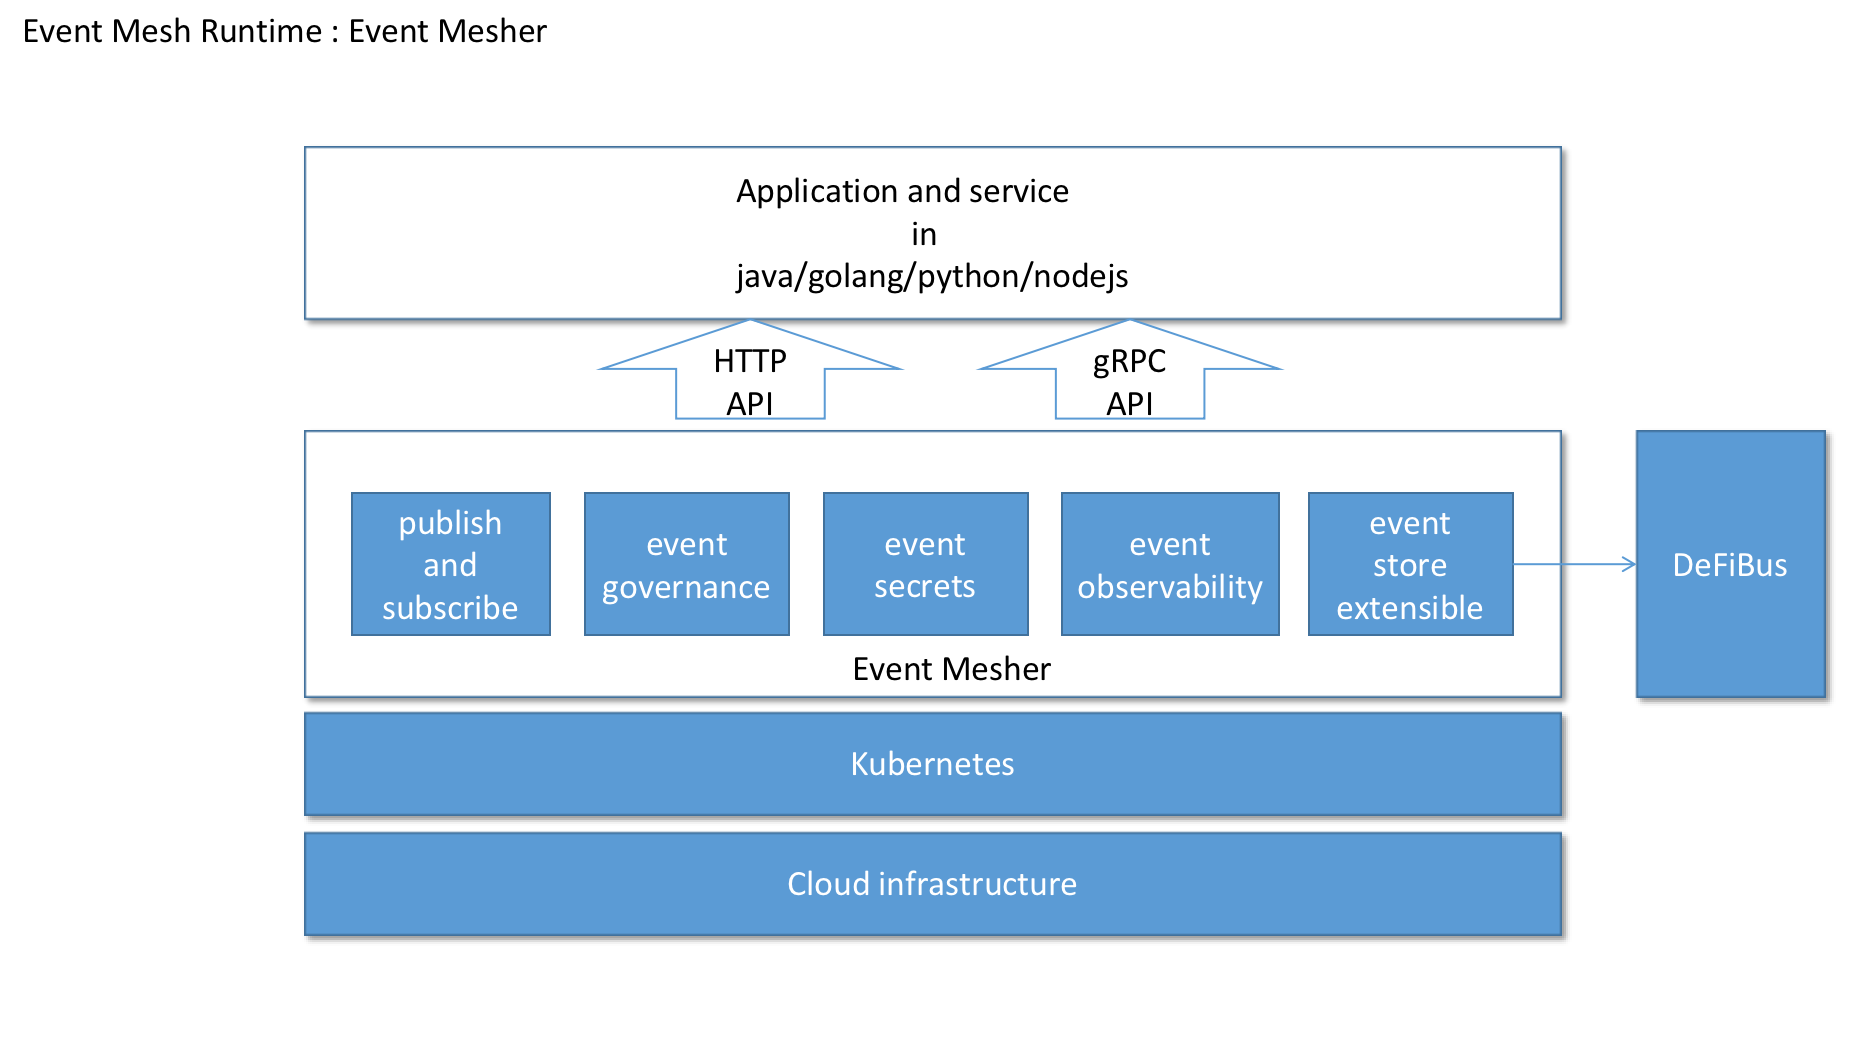 Event Mesh Runtime : Event Mesher
Application and service
in
java/golang/python/nodejs
HTTP
API
gRPC
API
publish
and
subscribe
event
governance
event
secrets
event
observability
event
store
extensible
DeFiBus
Event Mesher
Kubernetes
Cloud infrastructure